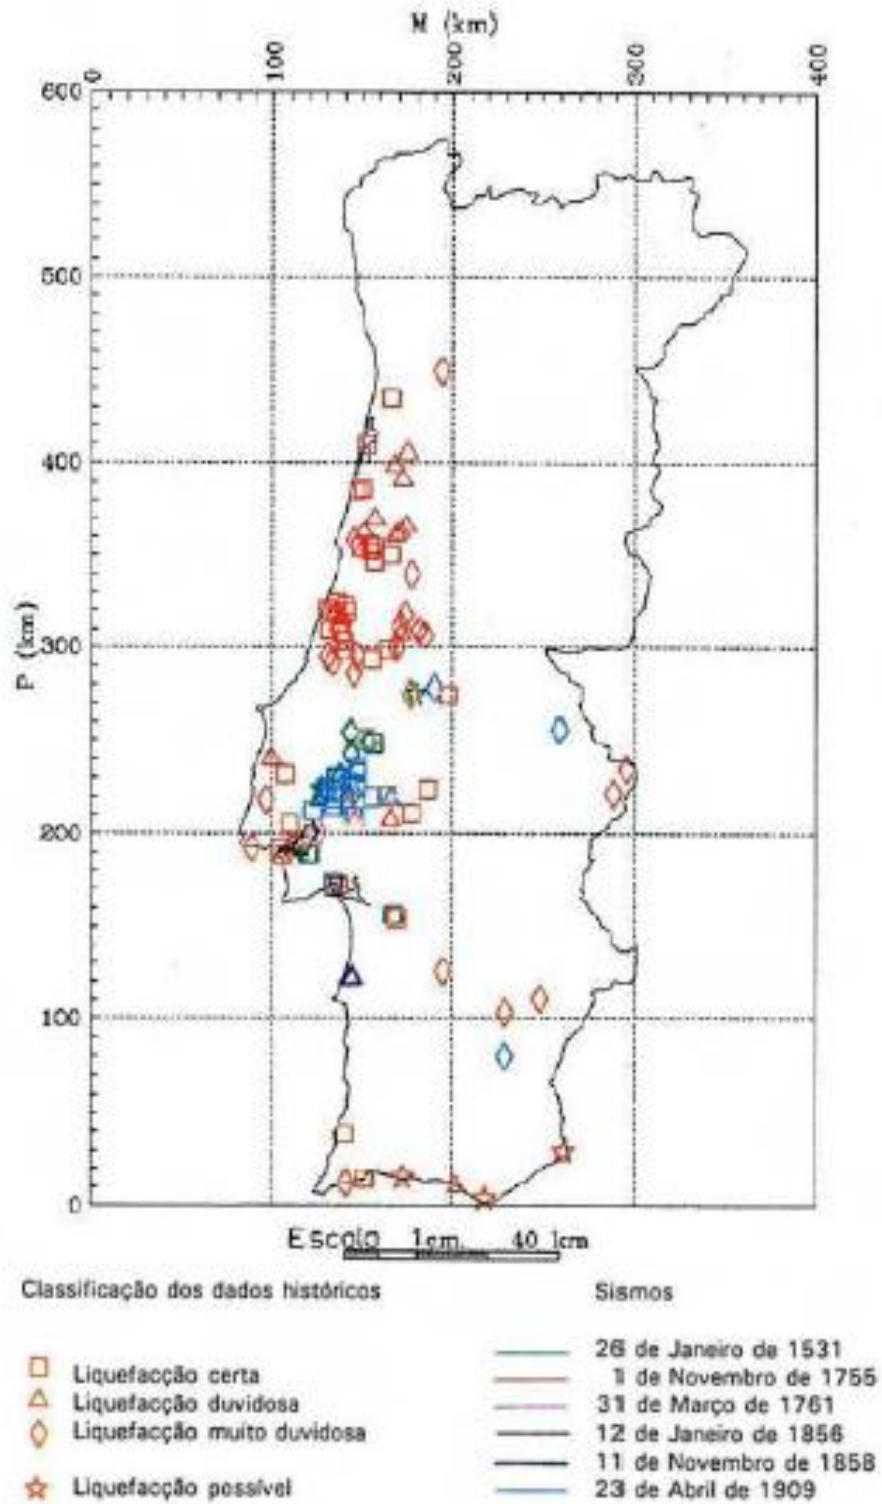 M (km)
0 100 200 300 400
600
500
400
300
200
100
0
P (km)
Escala 1cm. 40 km
Classificação dos dados históricos
Liquefacção certa
Liquefacção duvidosa
Liquefacção muito duvidosa
Liquefacção possível
Sismos
26 de Janeiro de 1531
1 de Novembro de 1755
31 de Março de 1761
12 de Janeiro de 1856
11 de Novembro de 1858
23 de Abril de 1909